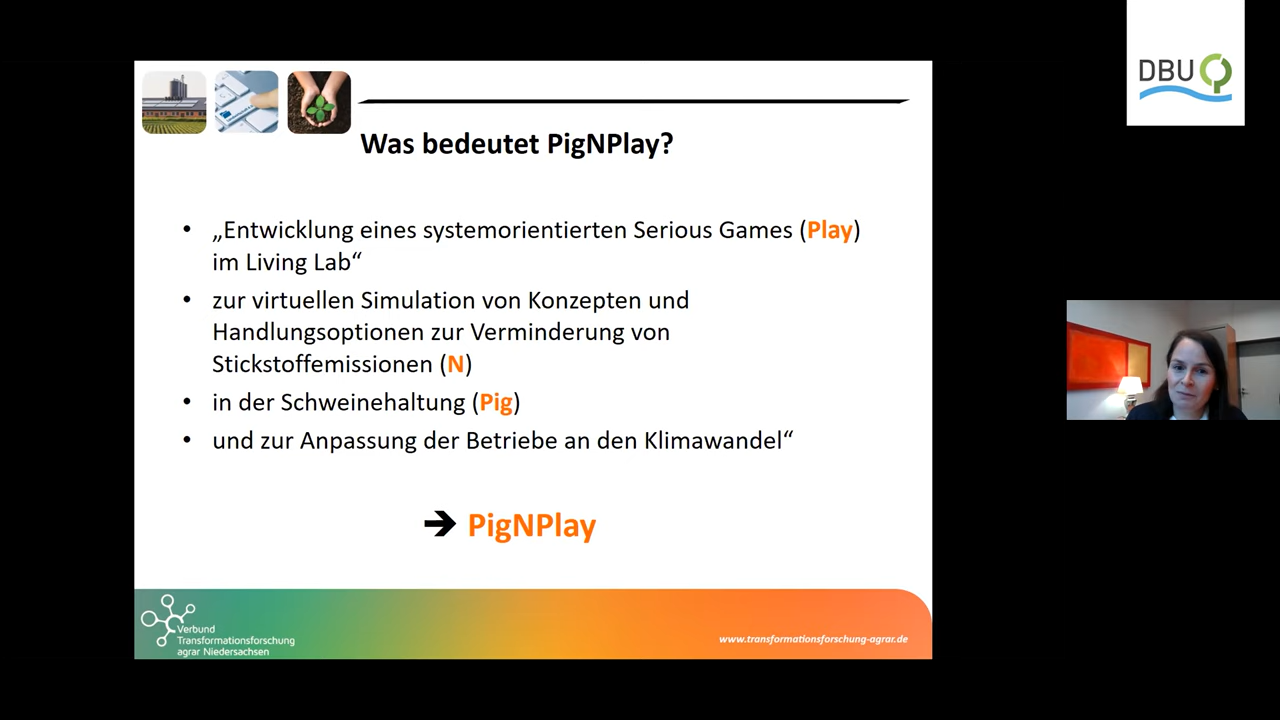 DBU
Was bedeutet PigNPlay?
• „Entwicklung eines systemorientierten Serious Games (Play)
im Living Lab“
• zur virtuellen Simulation von Konzepten und
Handlungsoptionen zur Verminderung von
Stickstoffemissionen (N)
• in der Schweinehaltung (Pig)
• und zur Anpassung der Betriebe an den Klimawandel“
➔ PigNPlay
Verbund
Transformationsforschung
agrar Niedersachsen
www.transformationsforschung-agrar.de